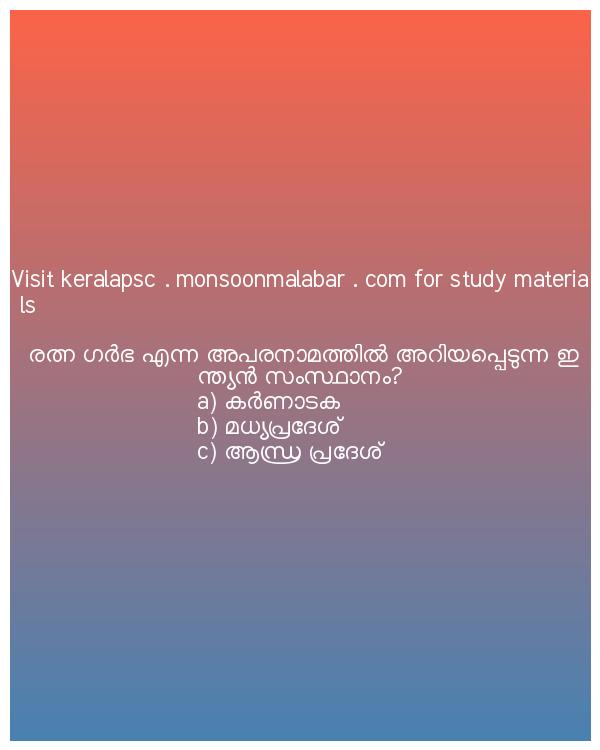 Visit keralapsc . monsoonmalabar . com for study materia
ls
രത്ന ഗർഭ എന്ന അപരനാമത്തിൽ അറിയപ്പെടുന്ന ഇ
ന്ത്യൻ സംസ്ഥാനം?
a) കർണാടക
b) മധ്യപ്രദേശ്
c) ആന്ധ്ര പ്രദേശ്